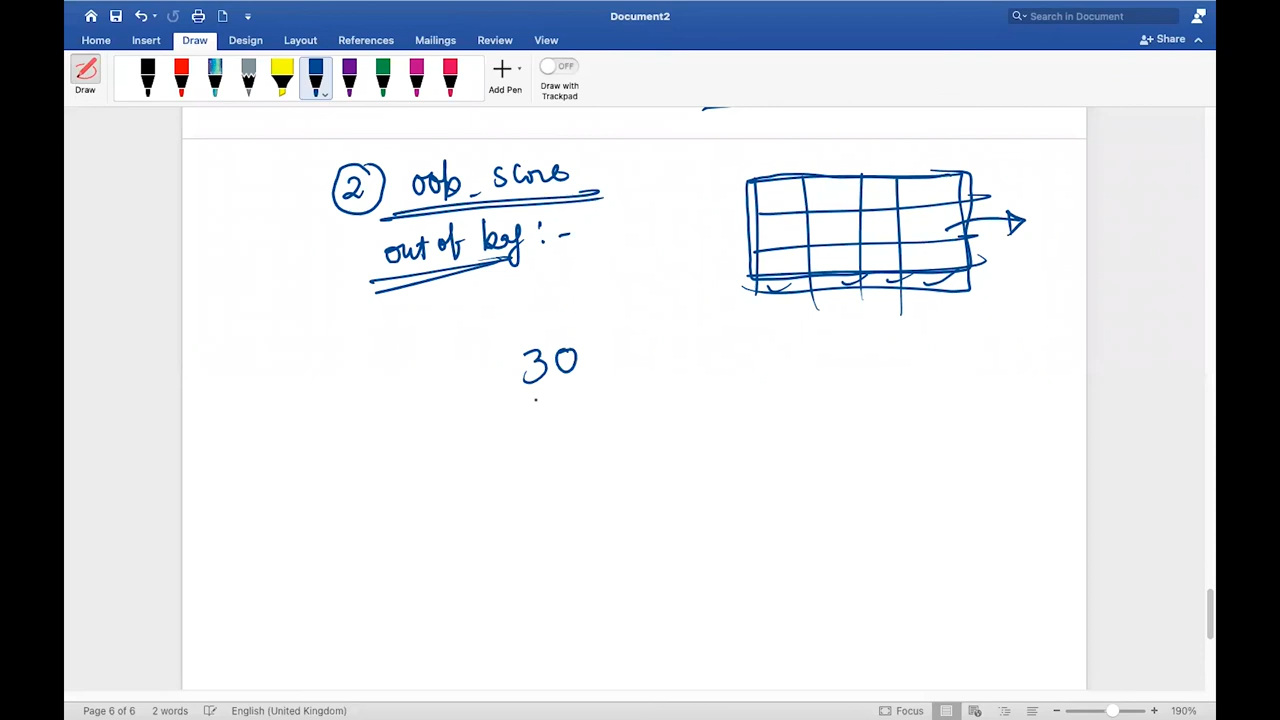 Document2
Search in Document
Home Insert Draw Design Layout References Mailings Review View
Share
Draw
Add Pen
OFF
Draw with
Trackpad
2 oob_score
out of bag :-
30
Page 6 of 6 2 words English (United Kingdom) Focus 190%